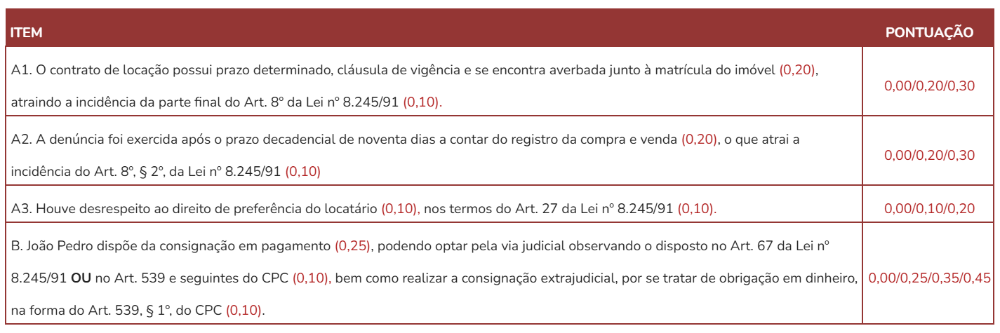 ITEM PONTUAÇÃO
A1. O contrato de locação possui prazo determinado, cláusula de vigência e se encontra averbada junto à matrícula do imóvel (0,20),
atraindo a incidência da parte final do Art. 8º da Lei nº 8.245/91 (0,10).
0,00/0,20/0,30
A2. A denúncia foi exercida após o prazo decadencial de noventa dias a contar do registro da compra e venda (0,20), o que atrai a
incidência do Art. 8º, § 2º, da Lei nº 8.245/91 (0,10)
0,00/0,20/0,30
A3. Houve desrespeito ao direito de preferência do locatário (0,10), nos termos do Art. 27 da Lei nº 8.245/91 (0,10).
0,00/0,10/0,20
B. João Pedro dispõe da consignação em pagamento (0,25), podendo optar pela via judicial observando o disposto no Art. 67 da Lei nº
8.245/91 OU no Art. 539 e seguintes do CPC (0,10), bem como realizar a consignação extrajudicial, por se tratar de obrigação em dinheiro,
na forma do Art. 539, § 1º, do CPC (0,10).
0,00/0,25/0,35/0,45